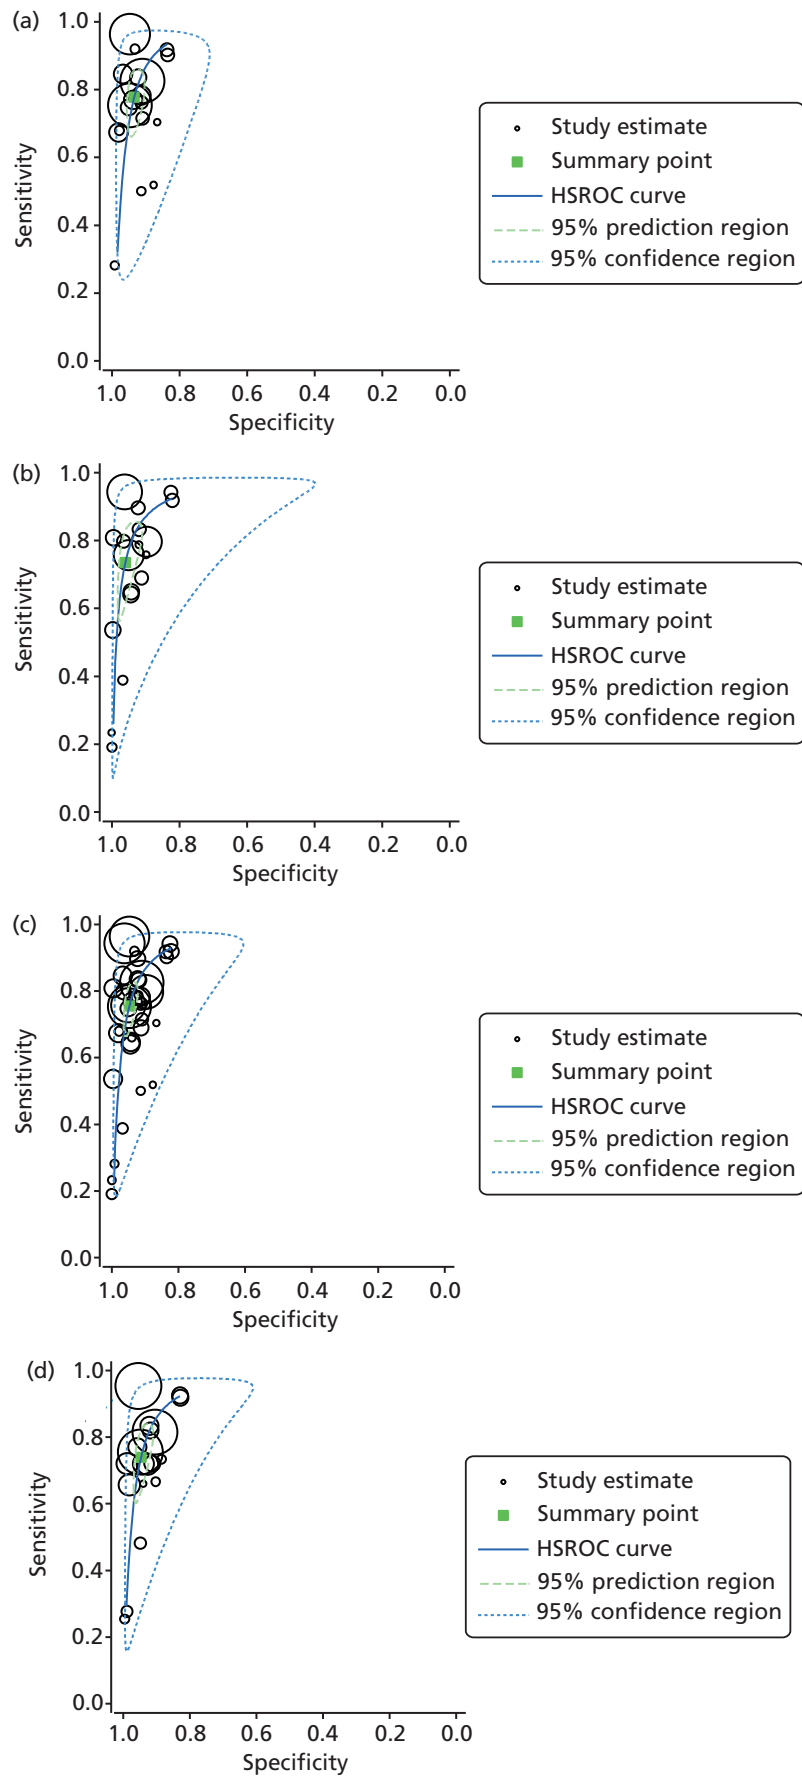 (a)
1.0
0.8
0.6
0.4
0.2
0.0
Sensitivity
1.0 0.8 0.6 0.4 0.2 0.0
Specificity
Study estimate
Summary point
HSROC curve
95% prediction region
95% confidence region
(b)
1.0
0.8
0.6
0.4
0.2
0.0
Sensitivity
1.0 0.8 0.6 0.4 0.2 0.0
Specificity
Study estimate
Summary point
HSROC curve
95% prediction region
95% confidence region
(c)
1.0
0.8
0.6
0.4
0.2
0.0
Sensitivity
1.0 0.8 0.6 0.4 0.2 0.0
Specificity
Study estimate
Summary point
HSROC curve
95% prediction region
95% confidence region
(d)
1.0
0.8
0.6
0.4
0.2
0.0
Sensitivity
1.0 0.8 0.6 0.4 0.2 0.0
Specificity
Study estimate
Summary point
HSROC curve
95% prediction region
95% confidence region